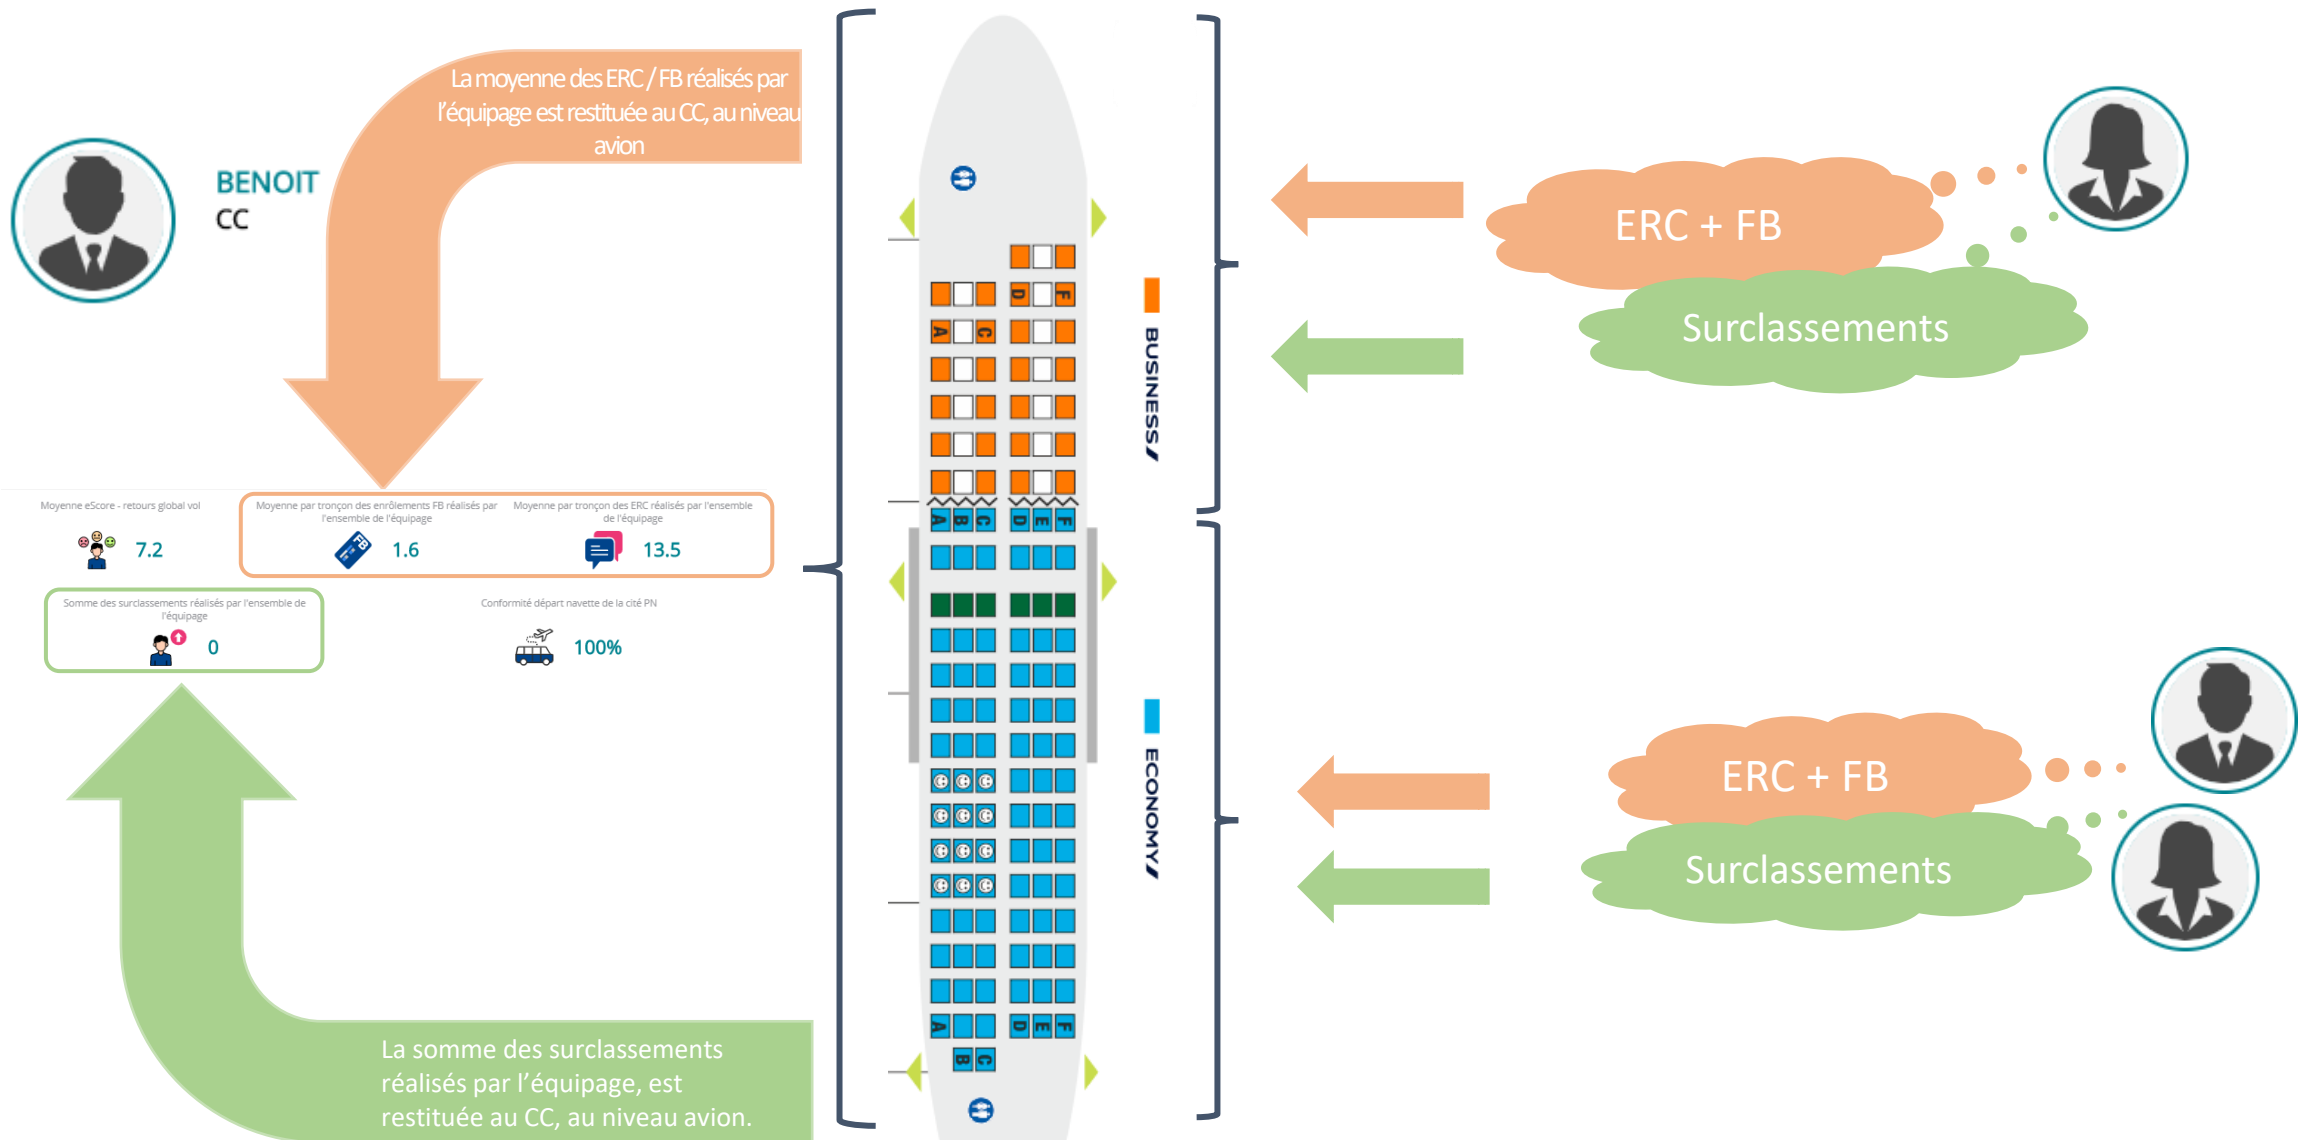 La moyenne des ERC / FB réalisés par
l'équipage est restituée au CC, au niveau
avion
BENOIT
CC
Moyenne eScore - retours global vol
7.2
Moyenne par tronçon des enrôlements FB réalisés par
l'ensemble de l'équipage
FB
1.6
Moyenne par tronçon des ERC réalisés par l'ensemble
de l'équipage
13.5
Somme des surclassements réalisés par l'ensemble de
l'équipage
0
Conformité départ navette de la cité PN
100%
La somme des surclassements
réalisés par l'équipage, est
restituée au CC, au niveau avion.
D F
A C
A B C D E F
A D E F
B C
BUSINESS
ECONOMY
ERC + FB
Surclassements
ERC + FB
Surclassements